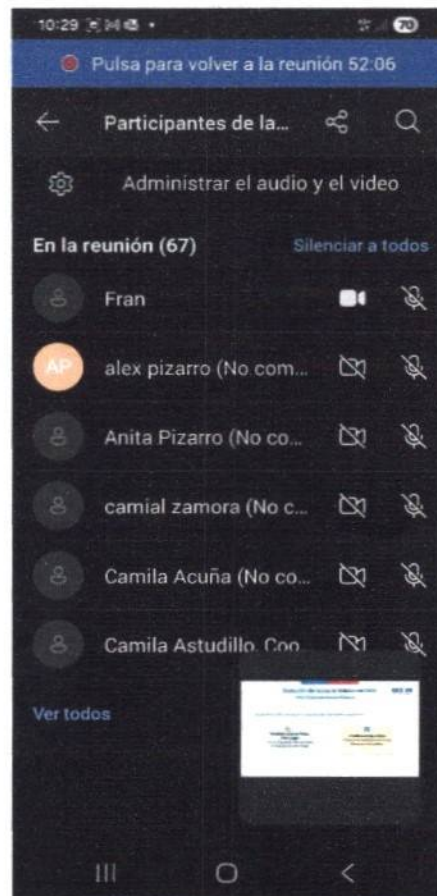 10:29
70
Pulsa para volver a la reunión 52:06
Participantes de la...
Administrar el audio y el video
En la reunión (67) Silenciar a todos
Fran
AP alex pizarro (No com...
Anita Pizarro (No co...
camial zamora (No c...
Camila Acuña (No co...
Camila Astudillo, Coo
Ver todos